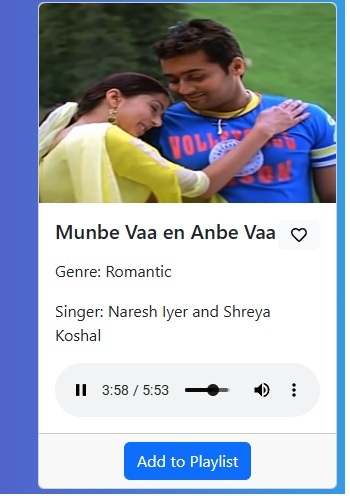 VOLLEY
Munbe Vaa en Anbe Vaa
Genre: Romantic
Singer: Naresh Iyer and Shreya
Koshal
3:58 / 5:53
Add to Playlist